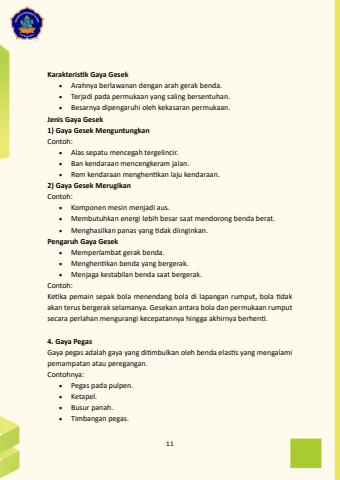 Karakteristik Gaya Gesek
• Arahnya berlawanan dengan arah gerak benda.
• Terjadi pada permukaan yang saling bersentuhan.
• Besarnya dipengaruhi oleh kekasaran permukaan.
Jenis Gaya Gesek
1) Gaya Gesek Menguntungkan
Contoh:
• Alas sepatu mencegah tergelincir.
• Ban kendaraan mencengkeram jalan.
• Rem kendaraan menghentikan laju kendaraan.
2) Gaya Gesek Merugikan
Contoh:
• Komponen mesin menjadi aus.
• Membutuhkan energi lebih besar saat mendorong benda berat.
• Menghasilkan panas yang tidak diinginkan.
Pengaruh Gaya Gesek
• Memperlambat gerak benda.
• Menghentikan benda yang bergerak.
• Menjaga kestabilan benda saat bergerak.
Contoh:
Ketika pemain sepak bola menendang bola di lapangan rumput, bola tidak
akan terus bergerak selamanya. Gesekan antara bola dan permukaan rumput
secara perlahan mengurangi kecepatannya hingga akhirnya berhenti.
4. Gaya Pegas
Gaya pegas adalah gaya yang ditimbulkan oleh benda elastis yang mengalami
pemampatan atau peregangan.
Contohnya:
• Pegas pada pulpen.
• Ketapel.
• Busur panah.
• Timbangan pegas.
11